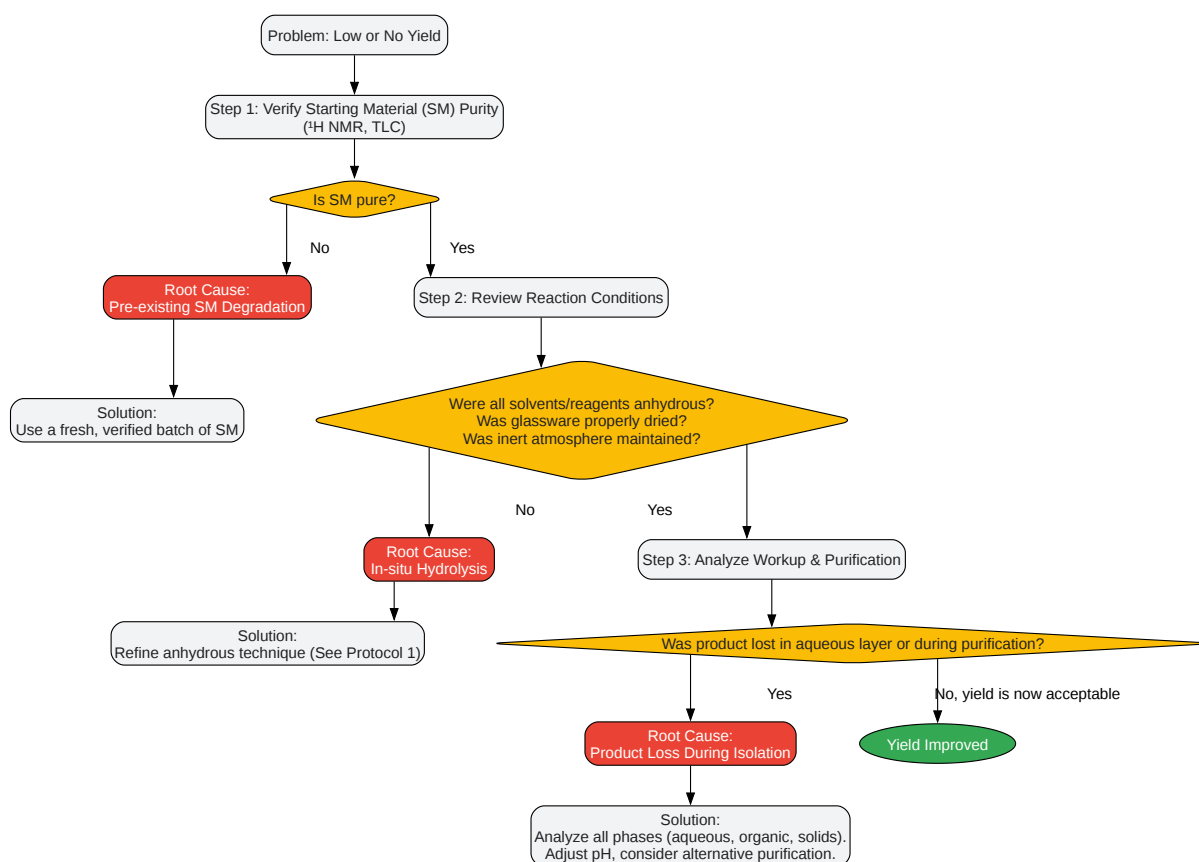 Problem: Low or No Yield
Step 1: Verify Starting Material (SM) Purity
(¹H NMR, TLC)
Is SM pure?
No
Yes
Root Cause:
Pre-existing SM Degradation
Step 2: Review Reaction Conditions
Solution:
Use a fresh, verified batch of SM
Were all solvents/reagents anhydrous?
Was glassware properly dried?
Was inert atmosphere maintained?
No
Yes
Root Cause:
In-situ Hydrolysis
Step 3: Analyze Workup & Purification
Solution:
Refine anhydrous technique (See Protocol 1)
Was product lost in aqueous layer or during purification?
Yes
No, yield is now acceptable
Root Cause:
Product Loss During Isolation
Yield Improved
Solution:
Analyze all phases (aqueous, organic, solids).
Adjust pH, consider alternative purification.